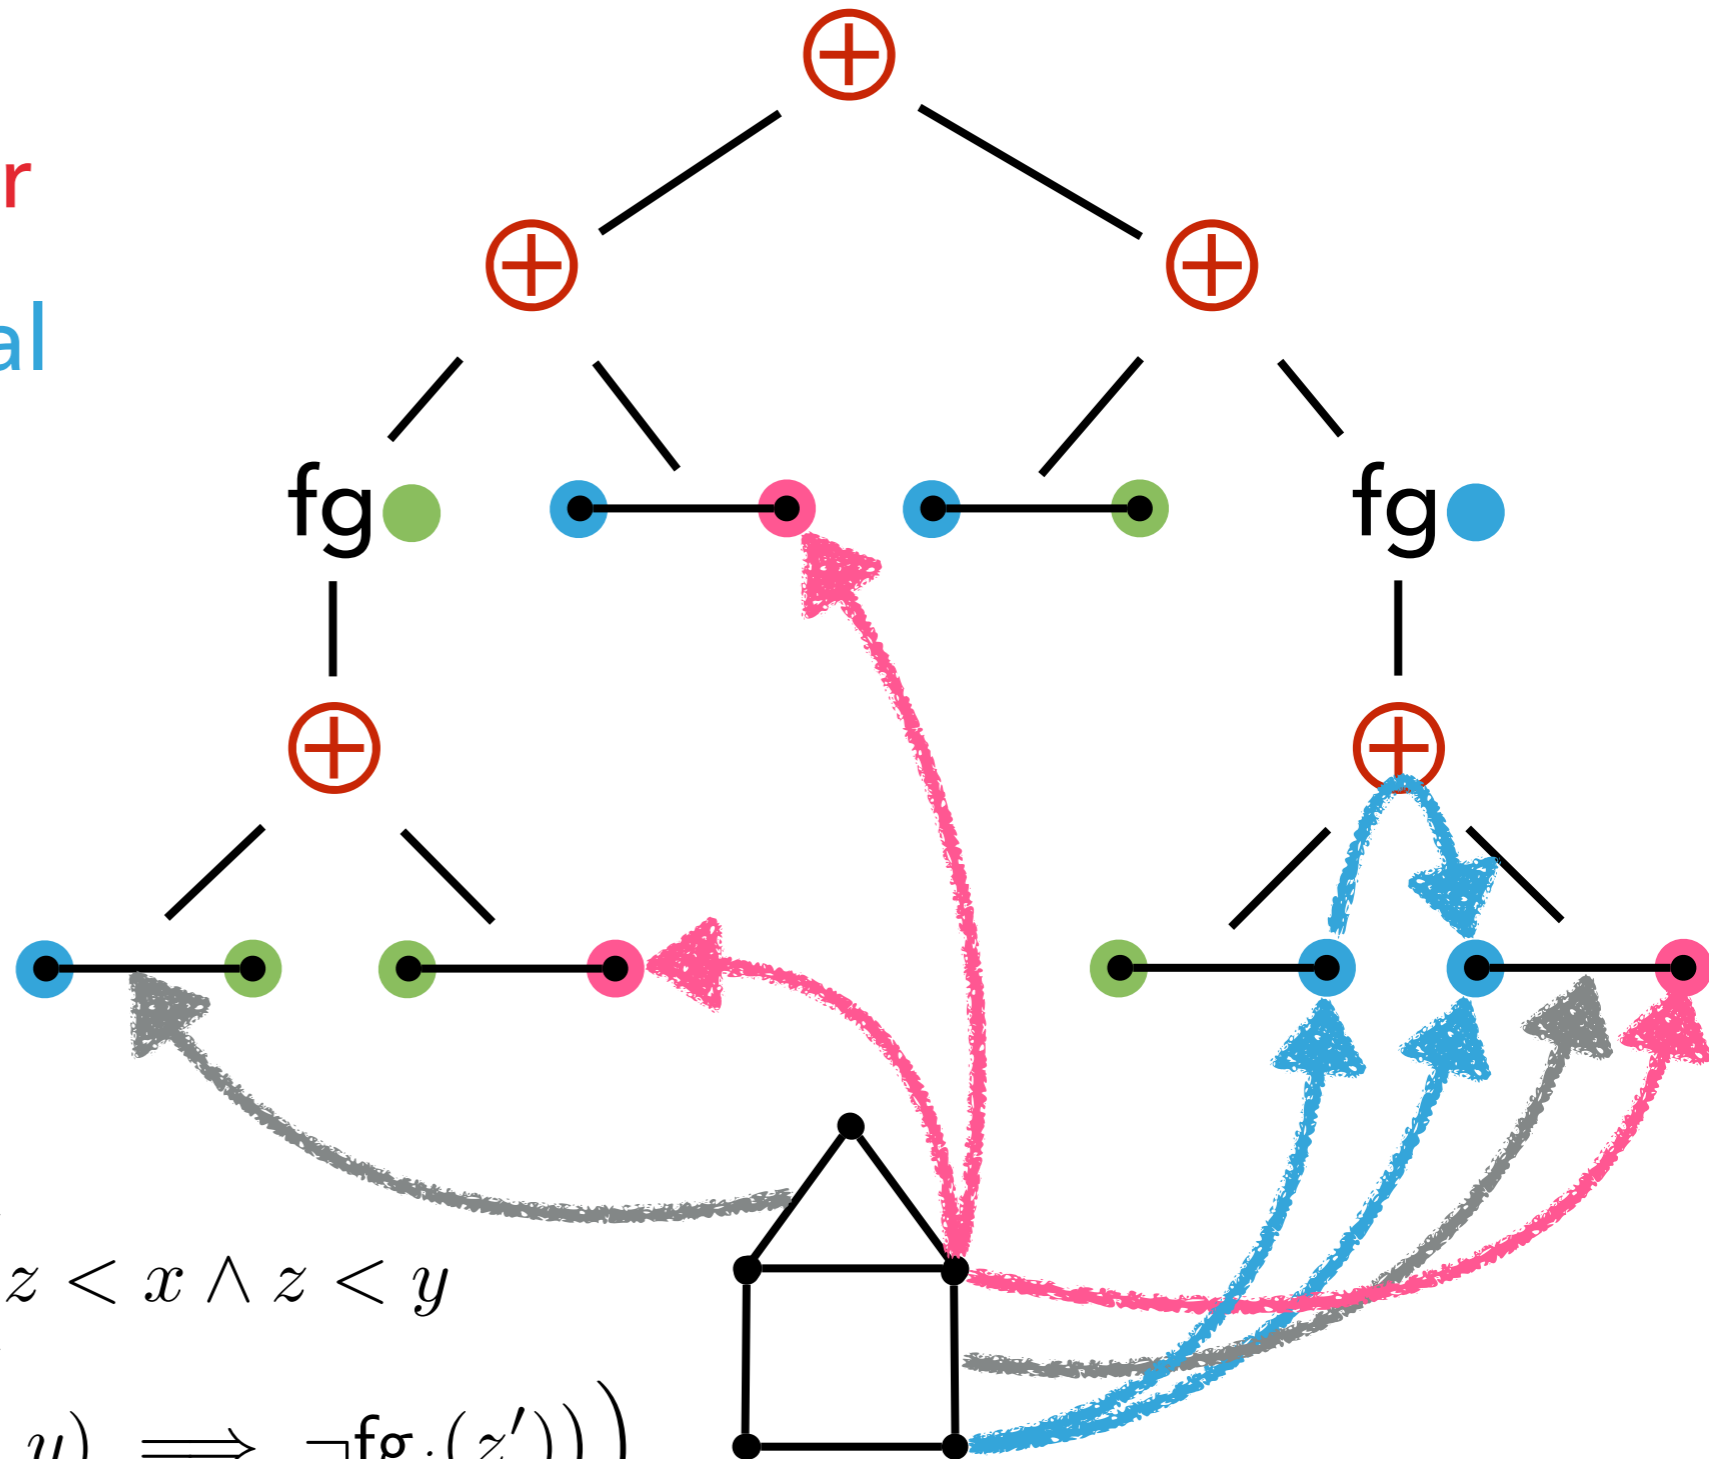 r
al
fg
fg
z < x ∧ z < y
y) ⟹ ¬fg·(z′)))